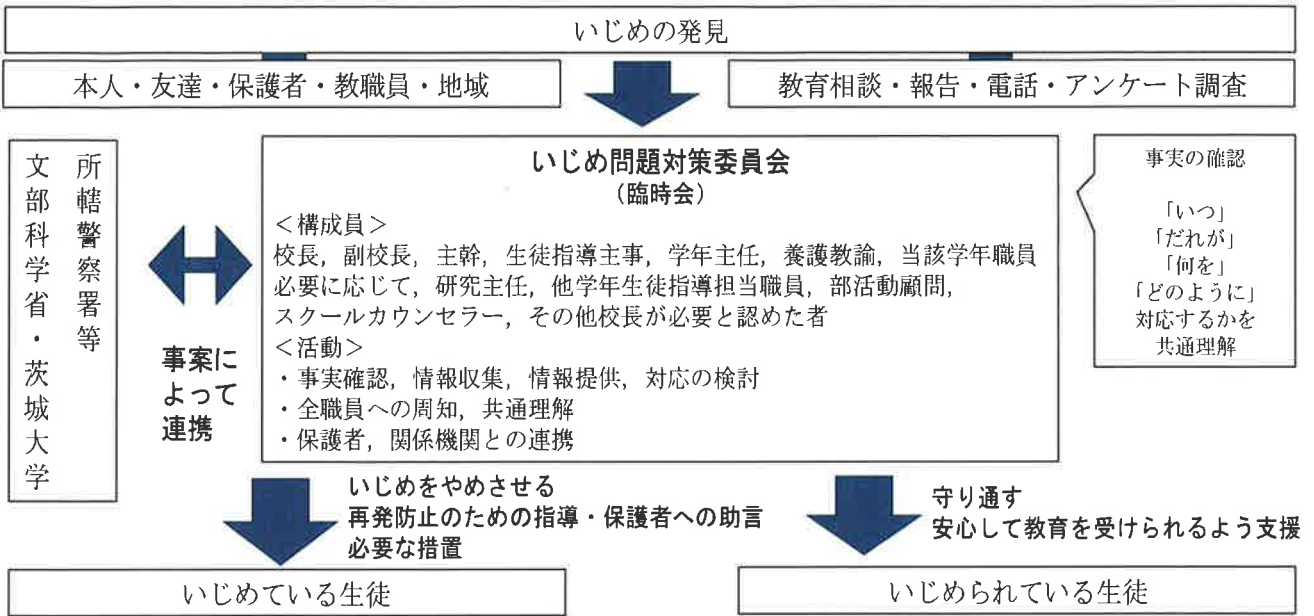 いじめの発見
本人・友達・保護者・教職員・地域
教育相談・報告・電話・アンケート調査
所轄警察署等
文部科学省・茨城大学
事案に
よって
連携
いじめ問題対策委員会
（臨時会）
＜構成員＞
校長，副校長，主幹，生徒指導主事，学年主任，養護教諭，当該学年職員
必要に応じて，研究主任，他学年生徒指導担当職員，部活動顧問，
スクールカウンセラー，その他校長が必要と認めた者
＜活動＞
・事実確認，情報収集，情報提供，対応の検討
・全職員への周知，共通理解
・保護者，関係機関との連携
事実の確認
「いつ」
「だれが」
「何を」
「どのように」
対応するかを
共通理解
いじめをやめさせる
再発防止のための指導・保護者への助言
必要な措置
守り通す
安心して教育を受けられるよう支援
いじめている生徒
いじめられている生徒